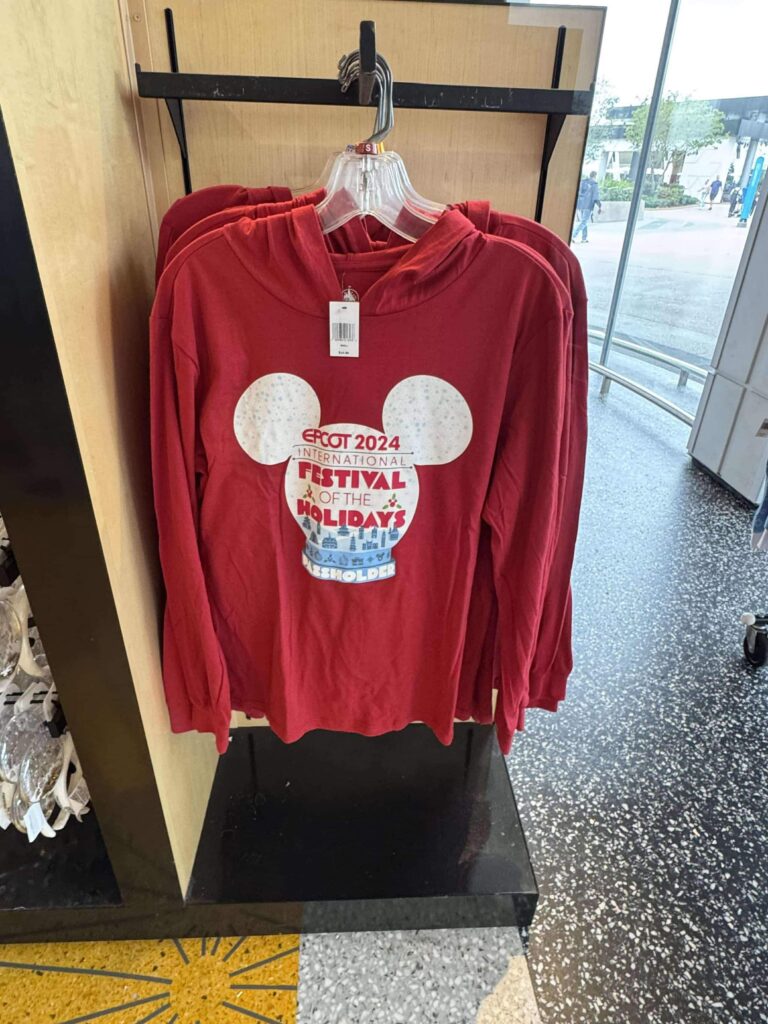 S
EPCOT 2024
INTERNATIONAL
FESTIVAL
OF THE
HOLIDAYS
PASSHOLDER